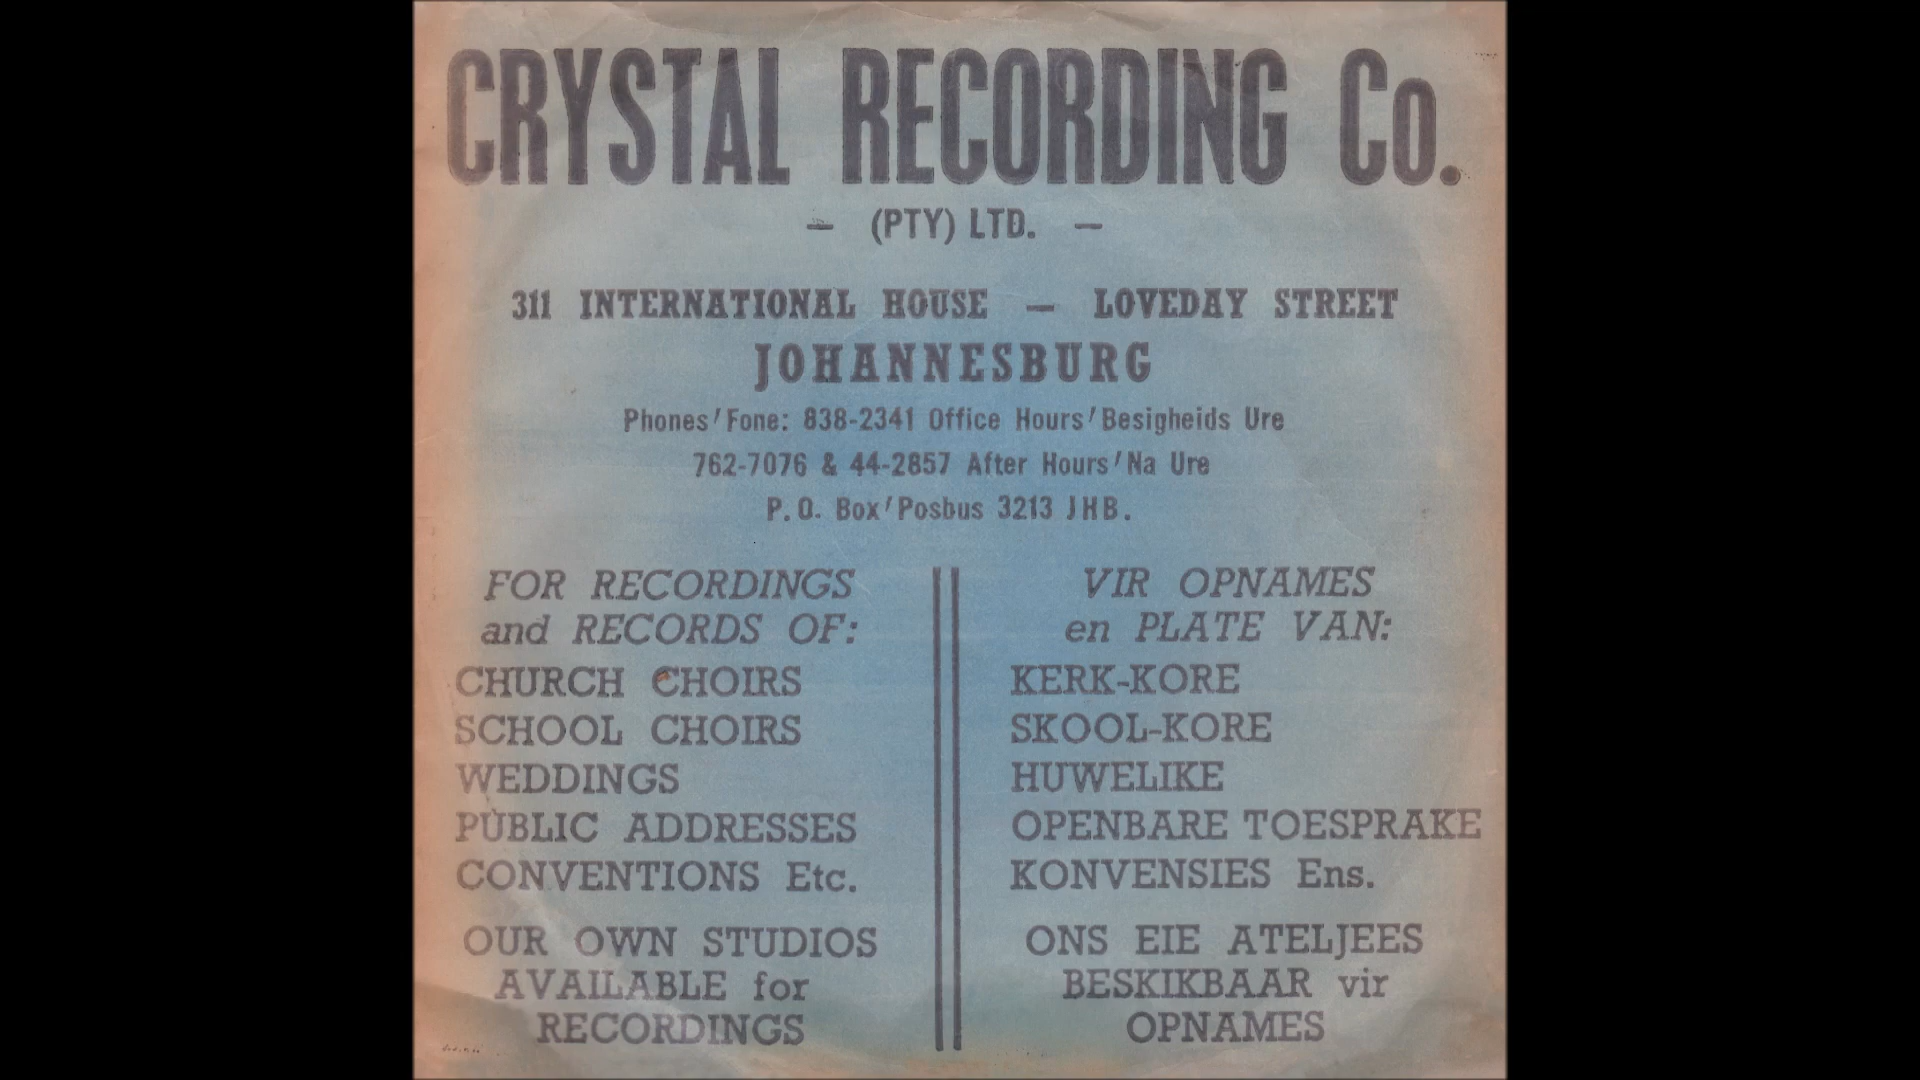 CRYSTAL RECORDING Co.
— (PTY) LTD. —
311 INTERNATIONAL HOUSE — LOVEDAY STREET
JOHANNESBURG
Phones/Fone: 838-2341 Office Hours/Besigheids Ure
762-7076 & 44-2857 After Hours/Na Ure
P.O. Box/Posbus 3213 JHB.
FOR RECORDINGS
and RECORDS OF:
CHURCH CHOIRS
SCHOOL CHOIRS
WEDDINGS
PUBLIC ADDRESSES
CONVENTIONS Etc.
OUR OWN STUDIOS
AVAILABLE for
RECORDINGS
VIR OPNAMES
en PLATE VAN:
KERK-KORE
SKOOL-KORE
HUWELIKE
OPENBARE TOESPRAKE
KONVENSIES Ens.
ONS EIE ATELJEES
BESKIKBAAR vir
OPNAMES